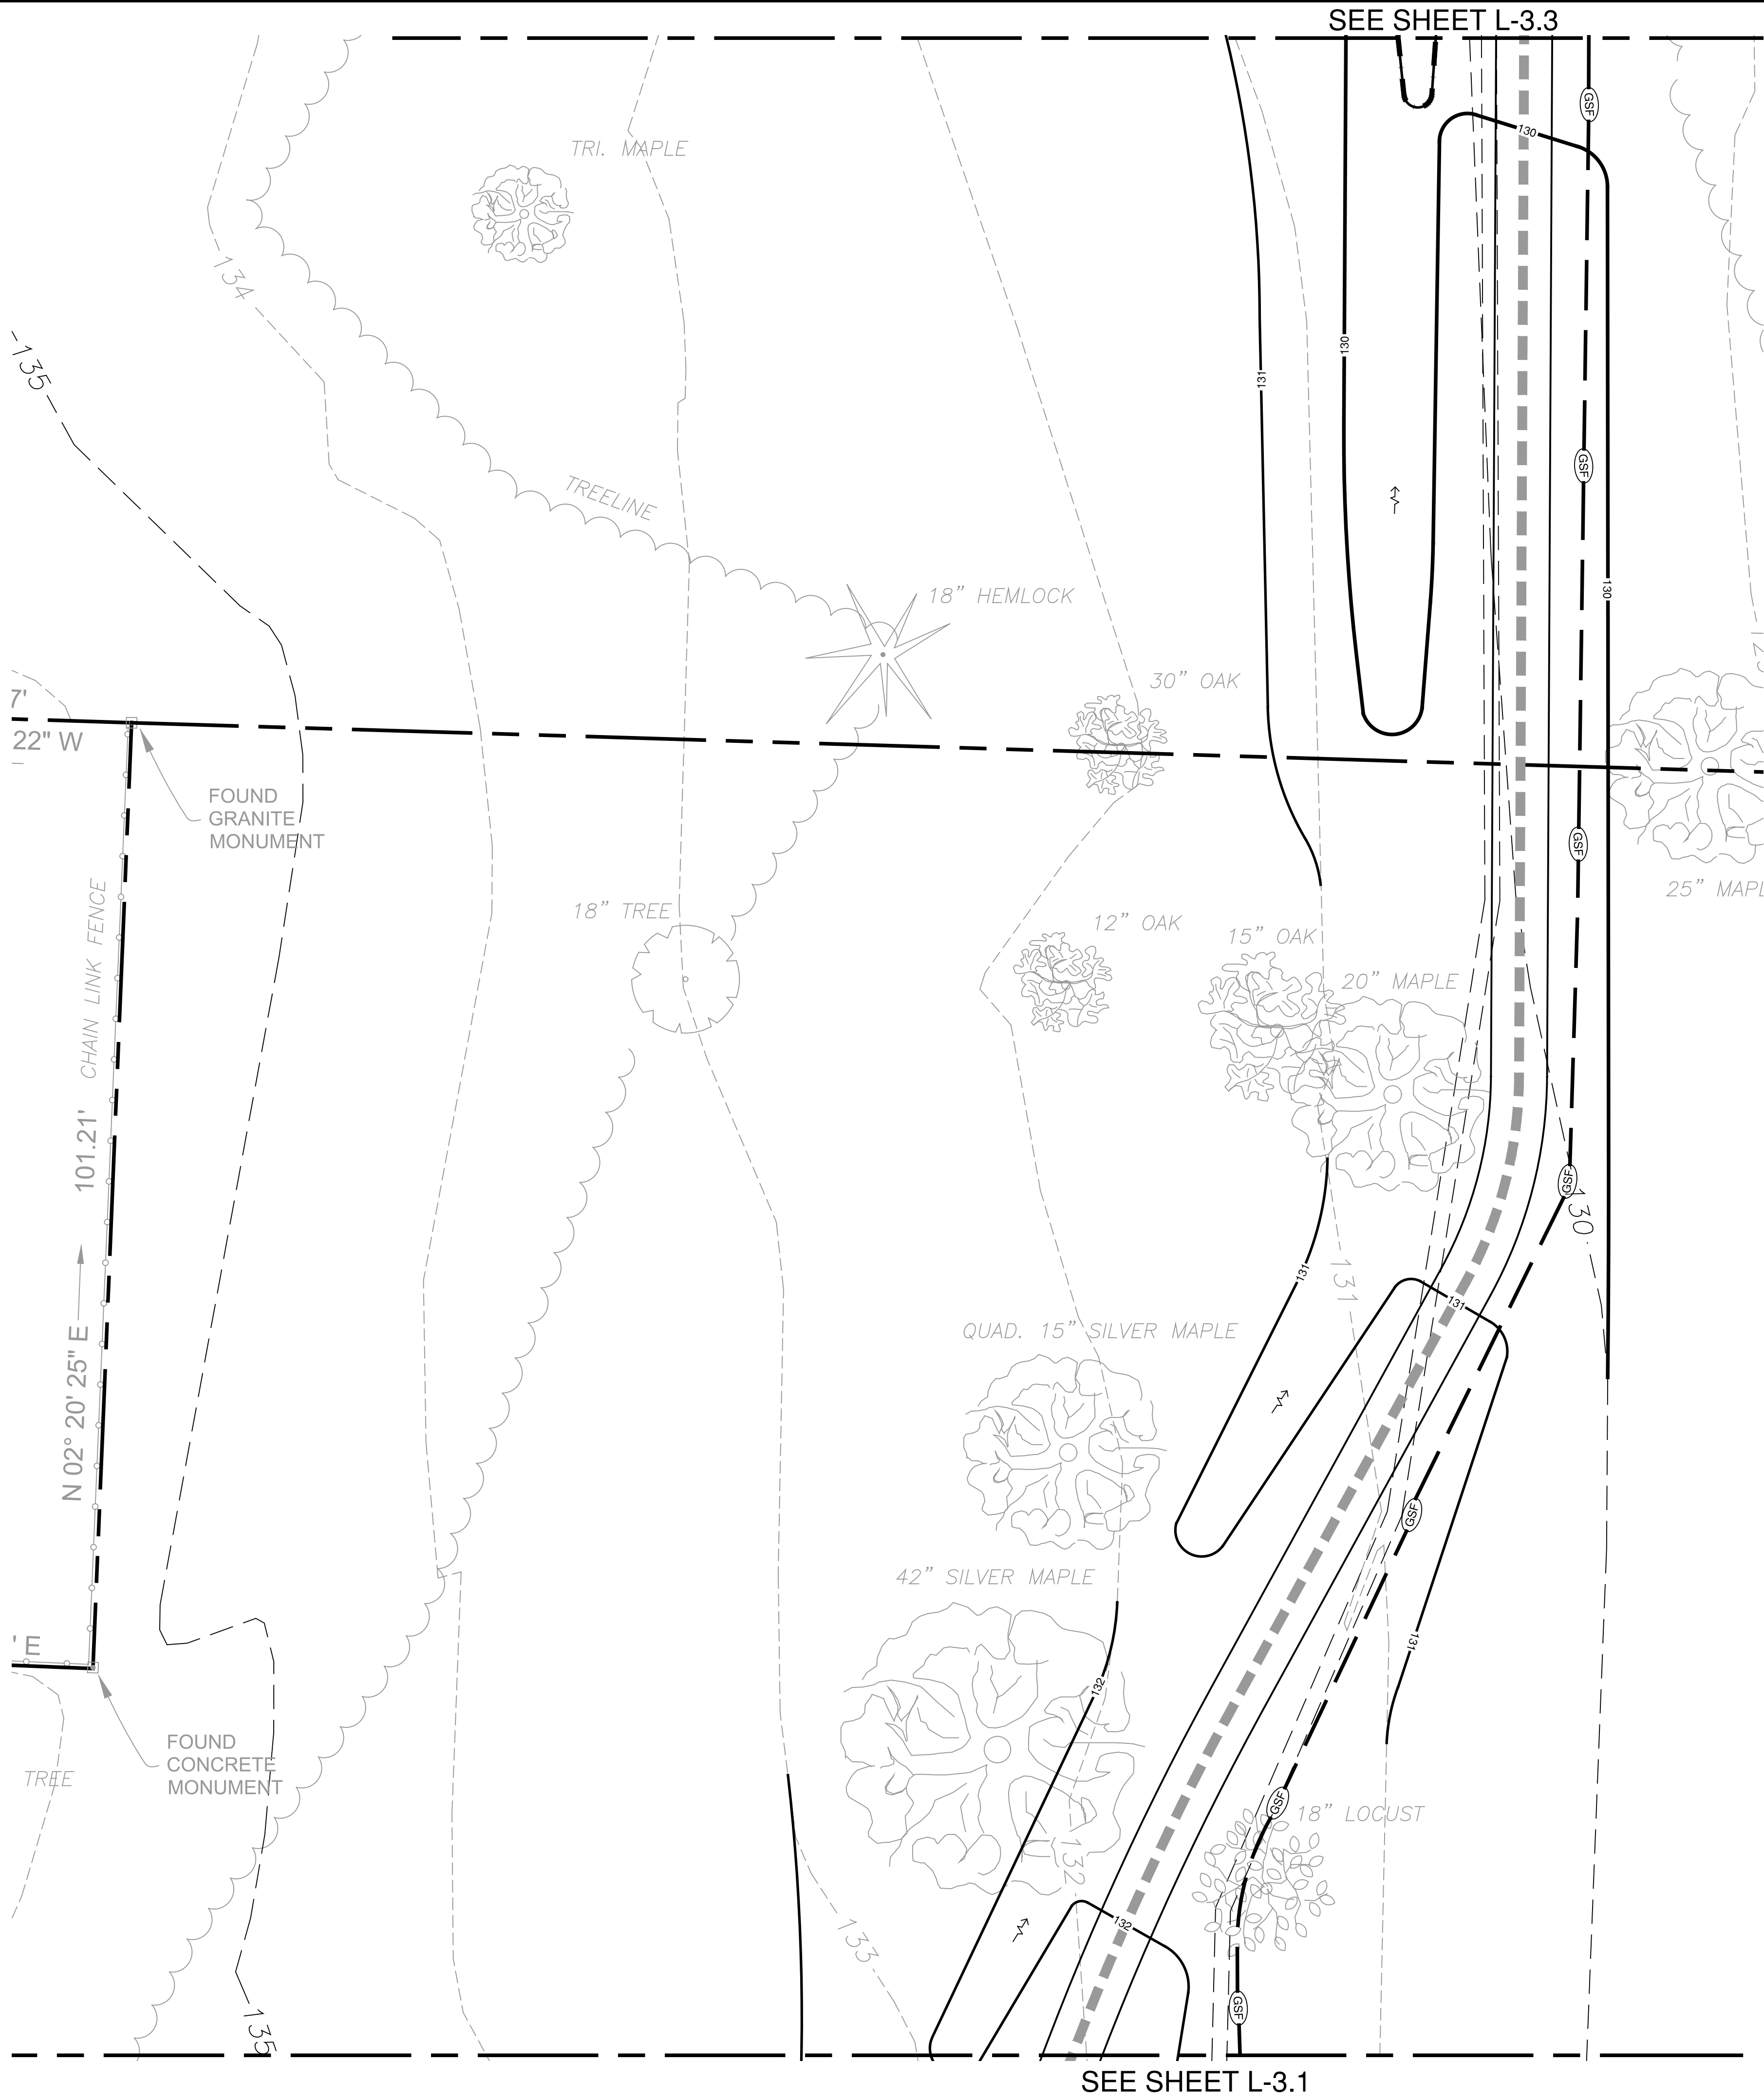 SEE SHEET L-3.3
GSF
130
TRI. MAPLE
134
-135
130
131
TREELINE
GSF
18” HEMLOCK
130
30” OAK
7'
22" W
FOUND
GRANITE
MONUMENT
GSF
25” MAPL
CHAIN LINK FENCE
18” TREE
12” OAK
15” OAK
20” MAPLE
101.21'
GSF
130
131
131
131
N 02° 20' 25" E
QUAD. 15” SILVER MAPLE
GSF
42” SILVER MAPLE
' E
131
132
FOUND
CONCRETE
MONUMENT
TREE
GSF
18” LOCUST
132
132
133
GSF
135
SEE SHEET L-3.1